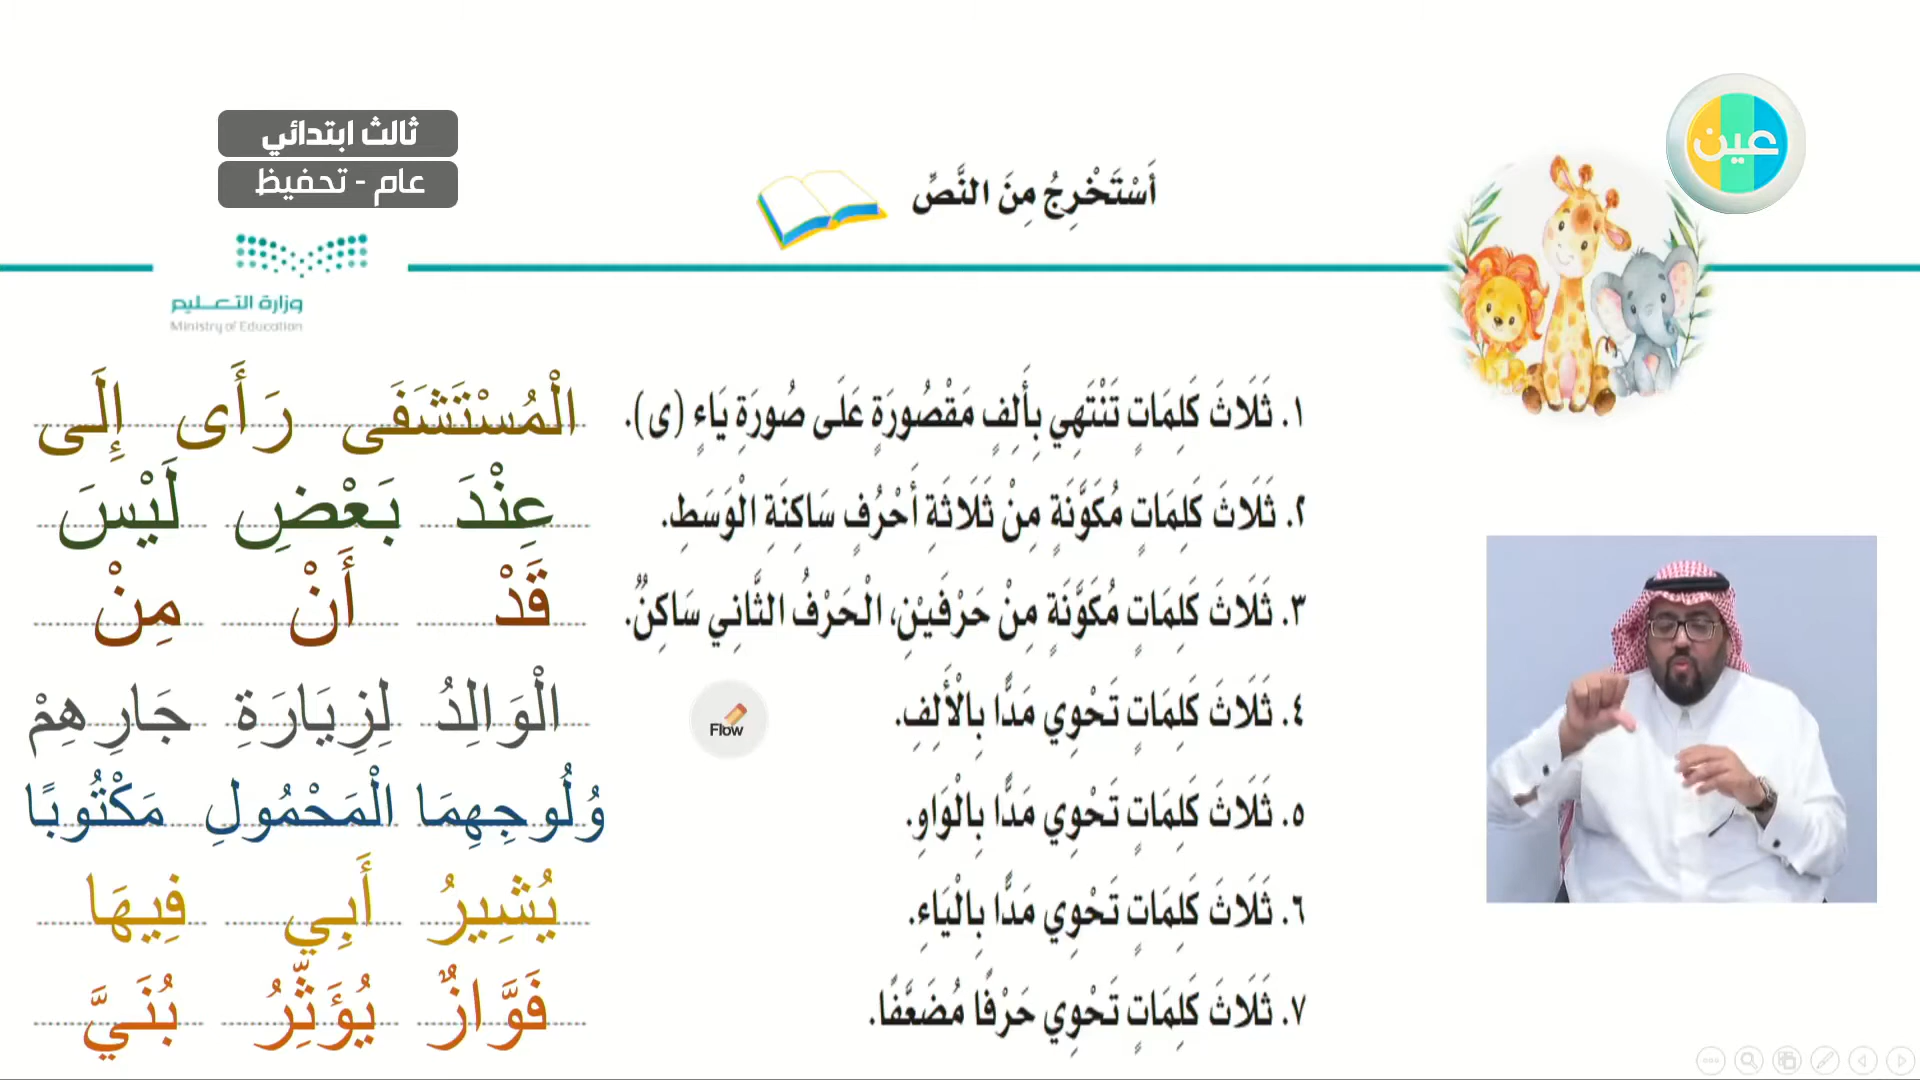 عين
ثالث ابتدائي
عام - تحفيظ
أَسْتَخْرِجُ مِنَ النَّصِّ
وزارة التعليم
Ministry of Education
١. ثَلَاثَ كَلِمَاتٍ تَنْتَهِي بِأَلِفٍ مَقْصُورَةٍ عَلَى صُورَةِ يَاءٍ (ى). الْمُسْتَشْفَى رَأَى إِلَى
٢. ثَلَاثَ كَلِمَاتٍ مُكَوَّنَةٍ مِنْ ثَلَاثَةِ أَحْرُفٍ سَاكِنَةِ الْوَسَطِ. عِنْدَ بَعْضِ لَيْسَ
٣. ثَلَاثَ كَلِمَاتٍ مُكَوَّنَةٍ مِنْ حَرْفَيْنِ، الْحَرْفُ الثَّانِي سَاكِنٌ. قَدْ أَنْ مِنْ
٤. ثَلَاثَ كَلِمَاتٍ تَحْوِي مَدًّا بِالْأَلِفِ. الْوَالِدُ لِزِيَارَةِ جَارِهِمْ
Flow
٥. ثَلَاثَ كَلِمَاتٍ تَحْوِي مَدًّا بِالْوَاوِ. وُلُوجِهِمَا الْمَحْمُولِ مَكْتُوبًا
٦. ثَلَاثَ كَلِمَاتٍ تَحْوِي مَدًّا بِالْيَاءِ. يُشِيرُ أَبِي فِيهَا
٧. ثَلَاثَ كَلِمَاتٍ تَحْوِي حَرْفًا مُضَعَّفًا. فَوَّازٌ يُؤَثِّرُ بُنَيَّ